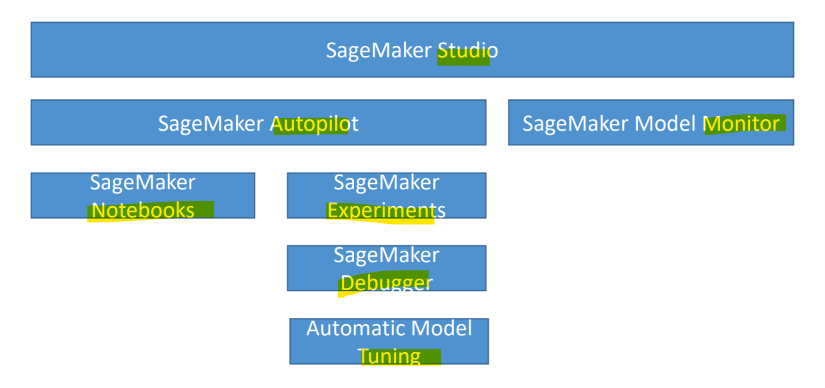 SageMaker Studio
SageMaker Autopilot
SageMaker Model Monitor
SageMaker
Notebooks
SageMaker
Experiments
SageMaker
Debugger
Automatic Model
Tuning